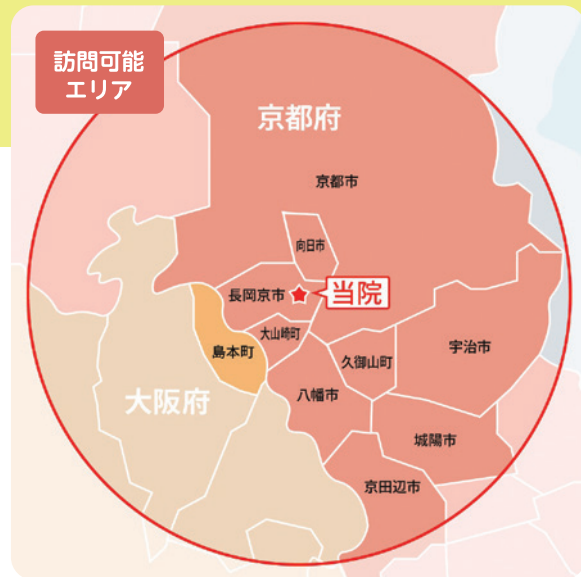 訪問可能
エリア
京都府
京都市
向日市
長岡京市
当院
大山崎町
島本町
久御山町
宇治市
大阪府
八幡市
城陽市
京田辺市